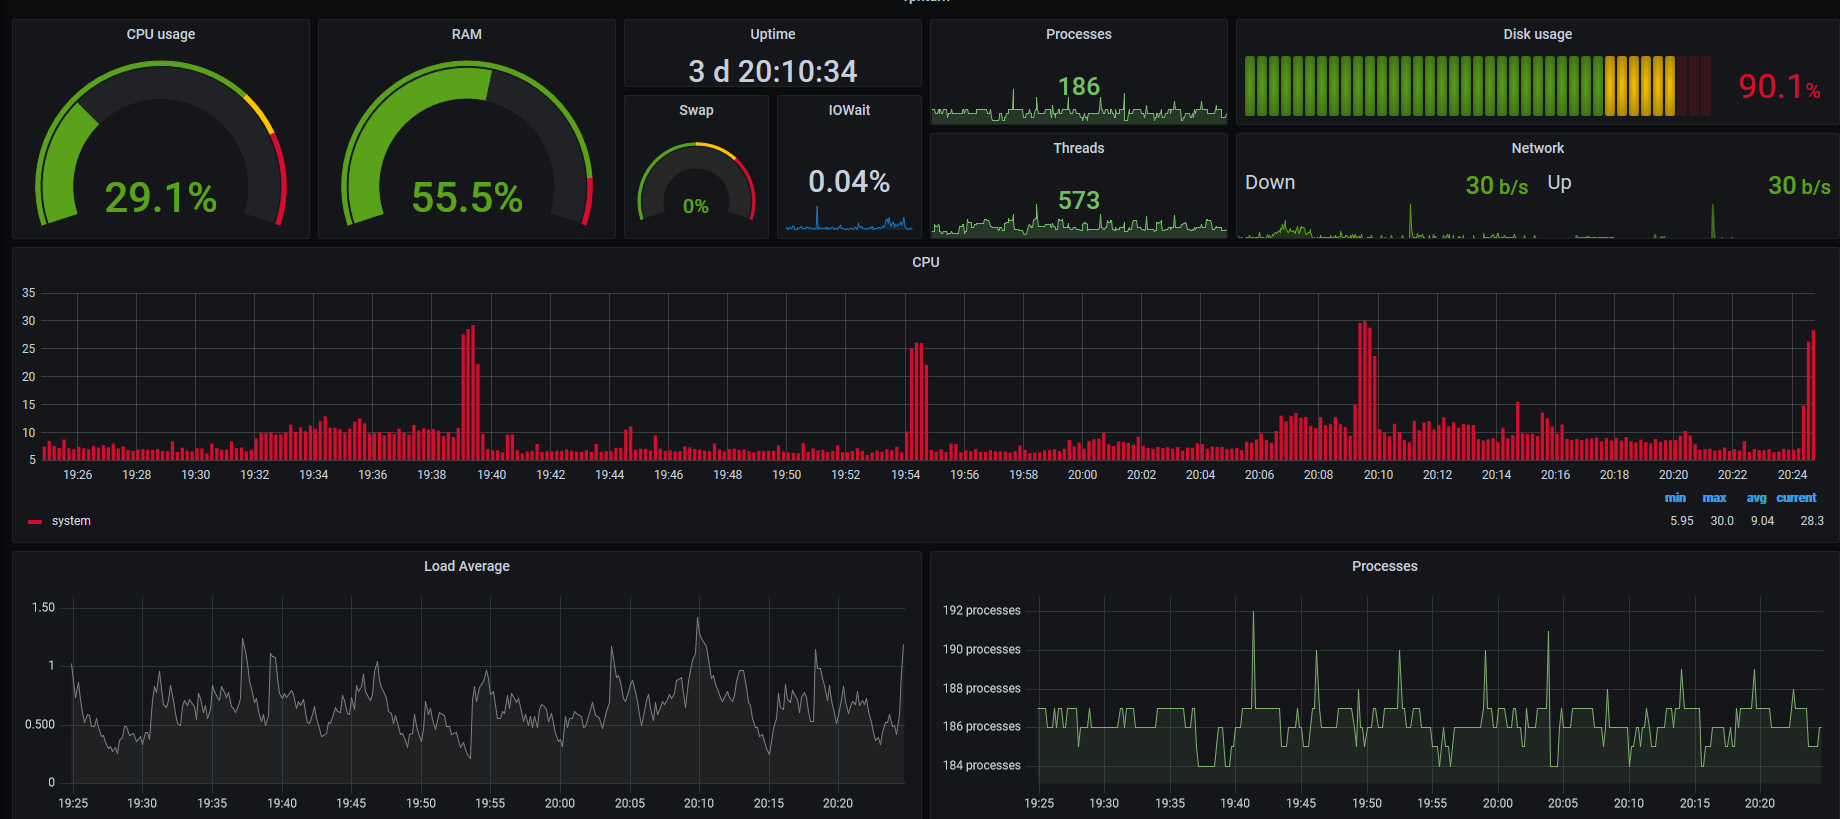 CPU usage
29.1%
RAM
55.5%
Uptime
3 d 20:10:34
Swap
0%
IOWait
0.04%
Processes
186
Threads
573
Disk usage
90.1%
Network
Down 30 b/s Up 30 b/s
CPU
35
30
25
20
15
10
5
19:26 19:28 19:30 19:32 19:34 19:36 19:38 19:40 19:42 19:44 19:46 19:48 19:50 19:52 19:54 19:56 19:58 20:00 20:02 20:04 20:06 20:08 20:10 20:12 20:14 20:16 20:18 20:20 20:22 20:24
min max avg current
system 5.95 30.0 9.04 28.3
Load Average
1.50
1
0.500
0
19:25 19:30 19:35 19:40 19:45 19:50 19:55 20:00 20:05 20:10 20:15 20:20
Processes
192 processes
190 processes
188 processes
186 processes
184 processes
19:25 19:30 19:35 19:40 19:45 19:50 19:55 20:00 20:05 20:10 20:15 20:20